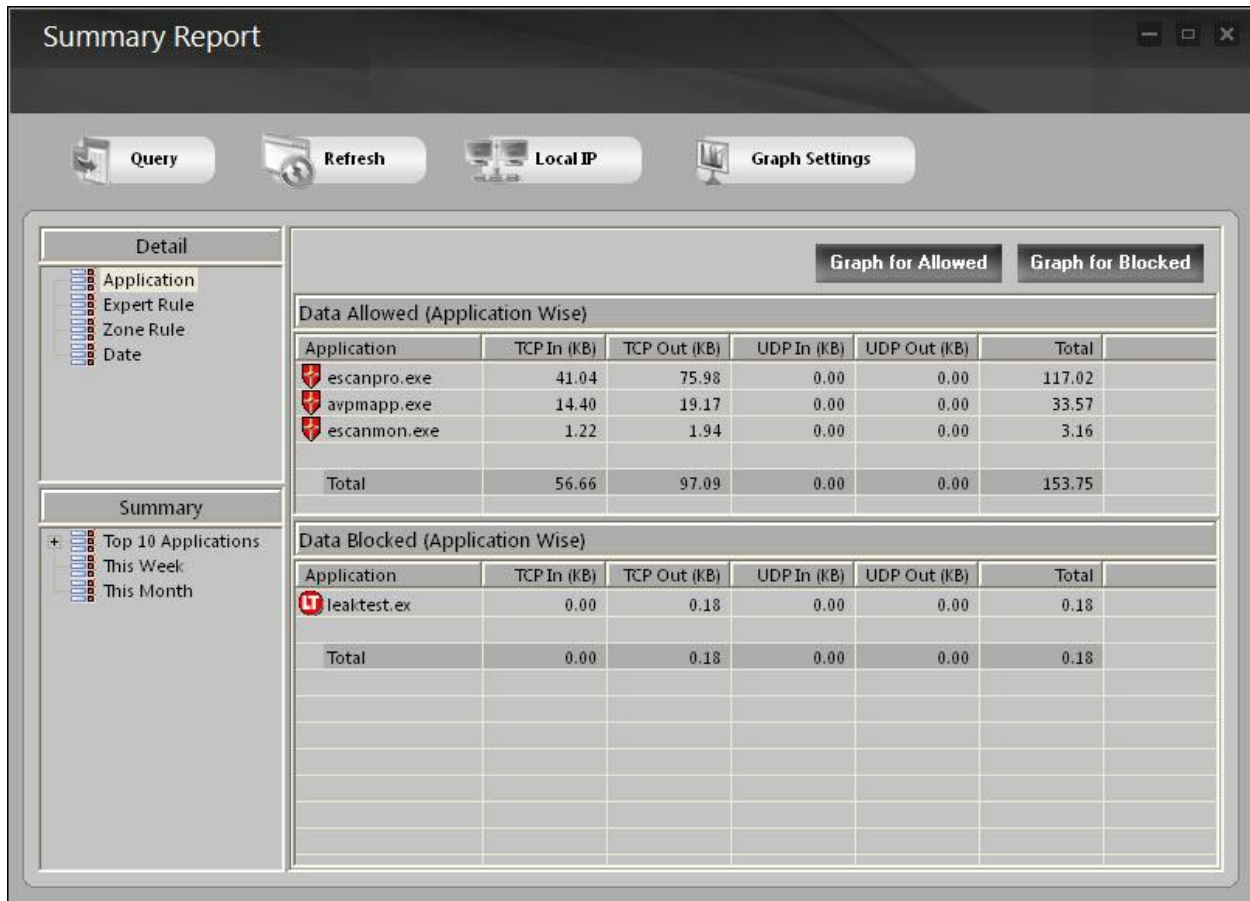 Summary Report
Query Refresh Local IP Graph Settings
Detail
Application
Expert Rule
Zone Rule
Date
Summary
Top 10 Applications
This Week
This Month
Graph for Allowed Graph for Blocked
Data Allowed (Application Wise)
Application TCP In (KB) TCP Out (KB) UDP In (KB) UDP Out (KB) Total
escanpro.exe 41.04 75.98 0.00 0.00 117.02
avpmapp.exe 14.40 19.17 0.00 0.00 33.57
escanmon.exe 1.22 1.94 0.00 0.00 3.16
Total 56.66 97.09 0.00 0.00 153.75
Data Blocked (Application Wise)
Application TCP In (KB) TCP Out (KB) UDP In (KB) UDP Out (KB) Total
LT leaktest.ex 0.00 0.18 0.00 0.00 0.18
Total 0.00 0.18 0.00 0.00 0.18